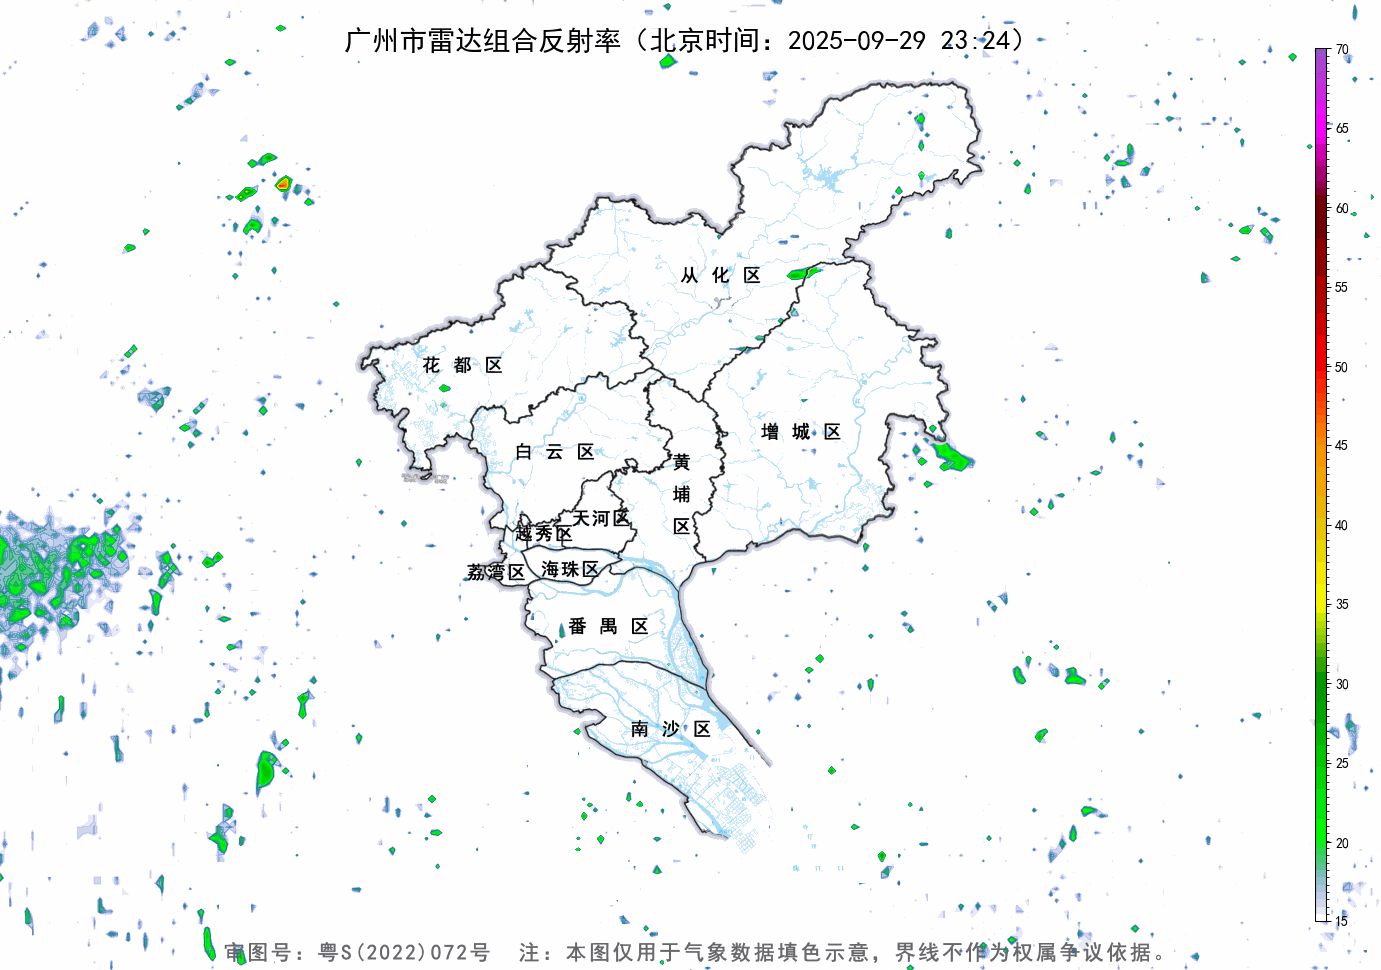 广州市雷达组合反射率（北京时间：2025-09-29 23:24）
70
65
60
55
50
45
40
35
30
25
20
15
从化区
花都区
增城区
白云区
黄埔区
天河区
越秀区
荔湾区
海珠区
番禺区
南沙区
审图号：粤S(2022)072号 注：本图仅用于气象数据填色示意，界线不作为权属争议依据。